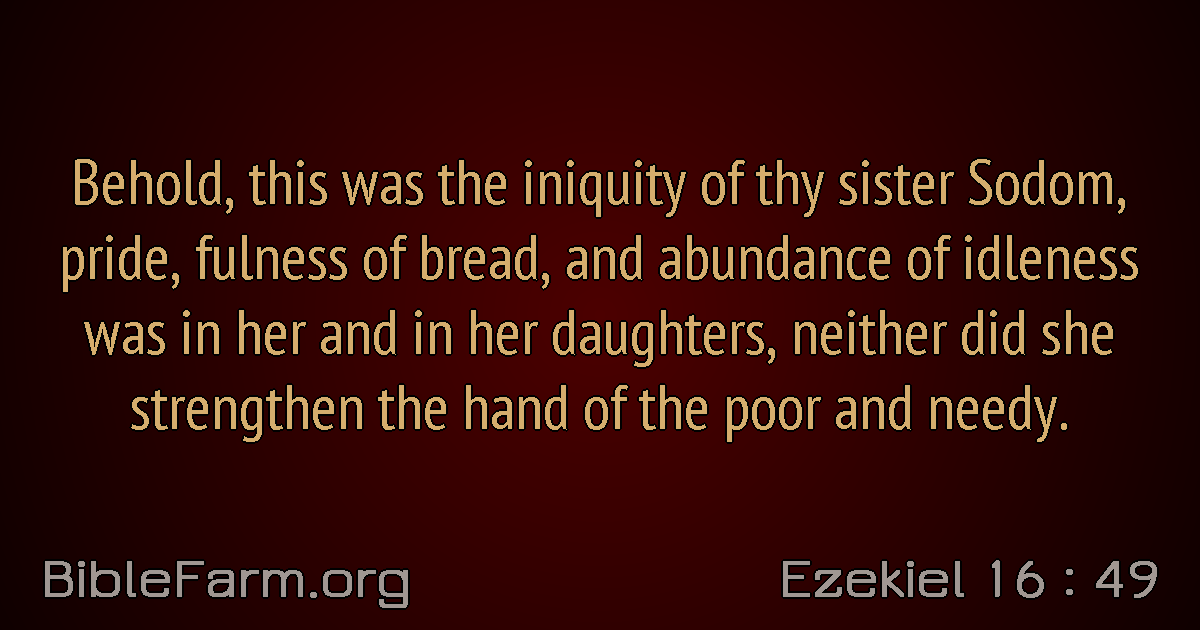 Behold, this was the iniquity of thy sister Sodom,
pride, fulness of bread, and abundance of idleness
was in her and in her daughters, neither did she
strengthen the hand of the poor and needy.
BibleFarm.org
Ezekiel 16 : 49